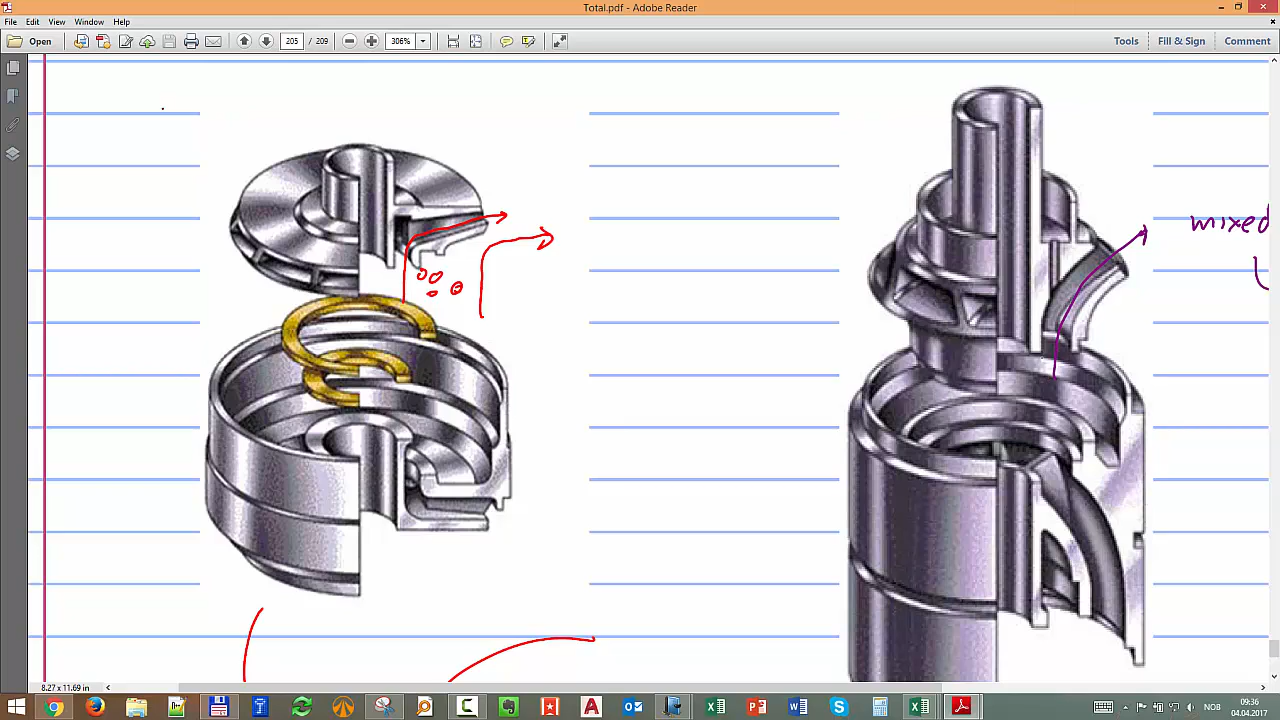 Total.pdf - Adobe Reader
File Edit View Window Help
Open 205 / 209 306% Tools Fill & Sign Comment
mixed
8.27 x 11.69 in
NOB 09:36
04.04.2017